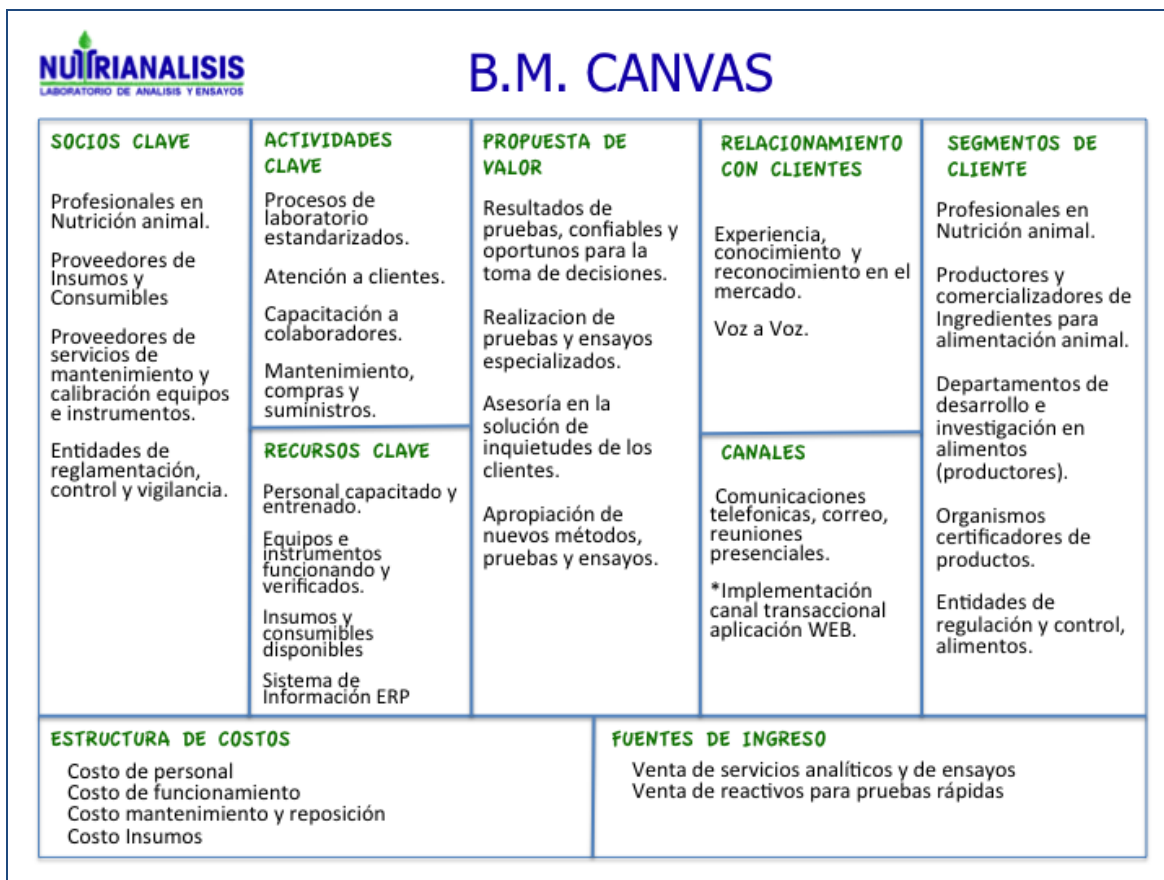 NUTRIANALISIS
LABORATORIO DE ANALISIS Y ENSAYOS
B.M. CANVAS
SOCIOS CLAVE
Profesionales en
Nutrición animal.
Proveedores de
Insumos y
Consumibles
Proveedores de
servicios de
mantenimiento y
calibración equipos
e instrumentos.
Entidades de
reglamentación,
control y vigilancia.
ACTIVIDADES
CLAVE
Procesos de
laboratorio
estandarizados.
Atención a clientes.
Capacitación a
colaboradores.
Mantenimiento,
compras y
suministros.
RECURSOS CLAVE
Personal capacitado y
entrenado.
Equipos e
instrumentos
funcionando y
verificados.
Insumos y
consumibles
disponibles
Sistema de
Información ERP
PROPUESTA DE
VALOR
Resultados de
pruebas, confiables y
oportunos para la
toma de decisiones.
Realizacion de
pruebas y ensayos
especializados.
Asesoría en la
solución de
inquietudes de los
clientes.
Apropiación de
nuevos métodos,
pruebas y ensayos.
RELACIONAMIENTO
CON CLIENTES
Experiencia,
conocimiento y
reconocimiento en el
mercado.
Voz a Voz.
CANALES
Comunicaciones
telefonicas, correo,
reuniones
presenciales.
*Implementación
canal transaccional
aplicación WEB.
SEGMENTOS DE
CLIENTE
Profesionales en
Nutrición animal.
Productores y
comercializadores de
Ingredientes para
alimentación animal.
Departamentos de
desarrollo e
investigación en
alimentos
(productores).
Organismos
certificadores de
productos.
Entidades de
regulación y control,
alimentos.
ESTRUCTURA DE COSTOS
Costo de personal
Costo de funcionamiento
Costo mantenimiento y reposición
Costo Insumos
FUENTES DE INGRESO
Venta de servicios analíticos y de ensayos
Venta de reactivos para pruebas rápidas